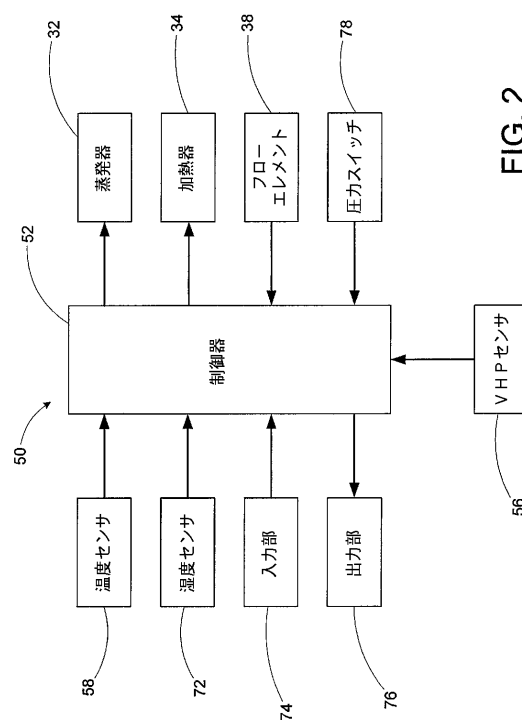 50
52
32
34
38
78
58
72
74
76
56
温度センサ
湿度センサ
入力部
出力部
制御器
蒸発器
加熱器
フロー
エレメント
圧力スイッチ
VHPセンサ
FIG. 2